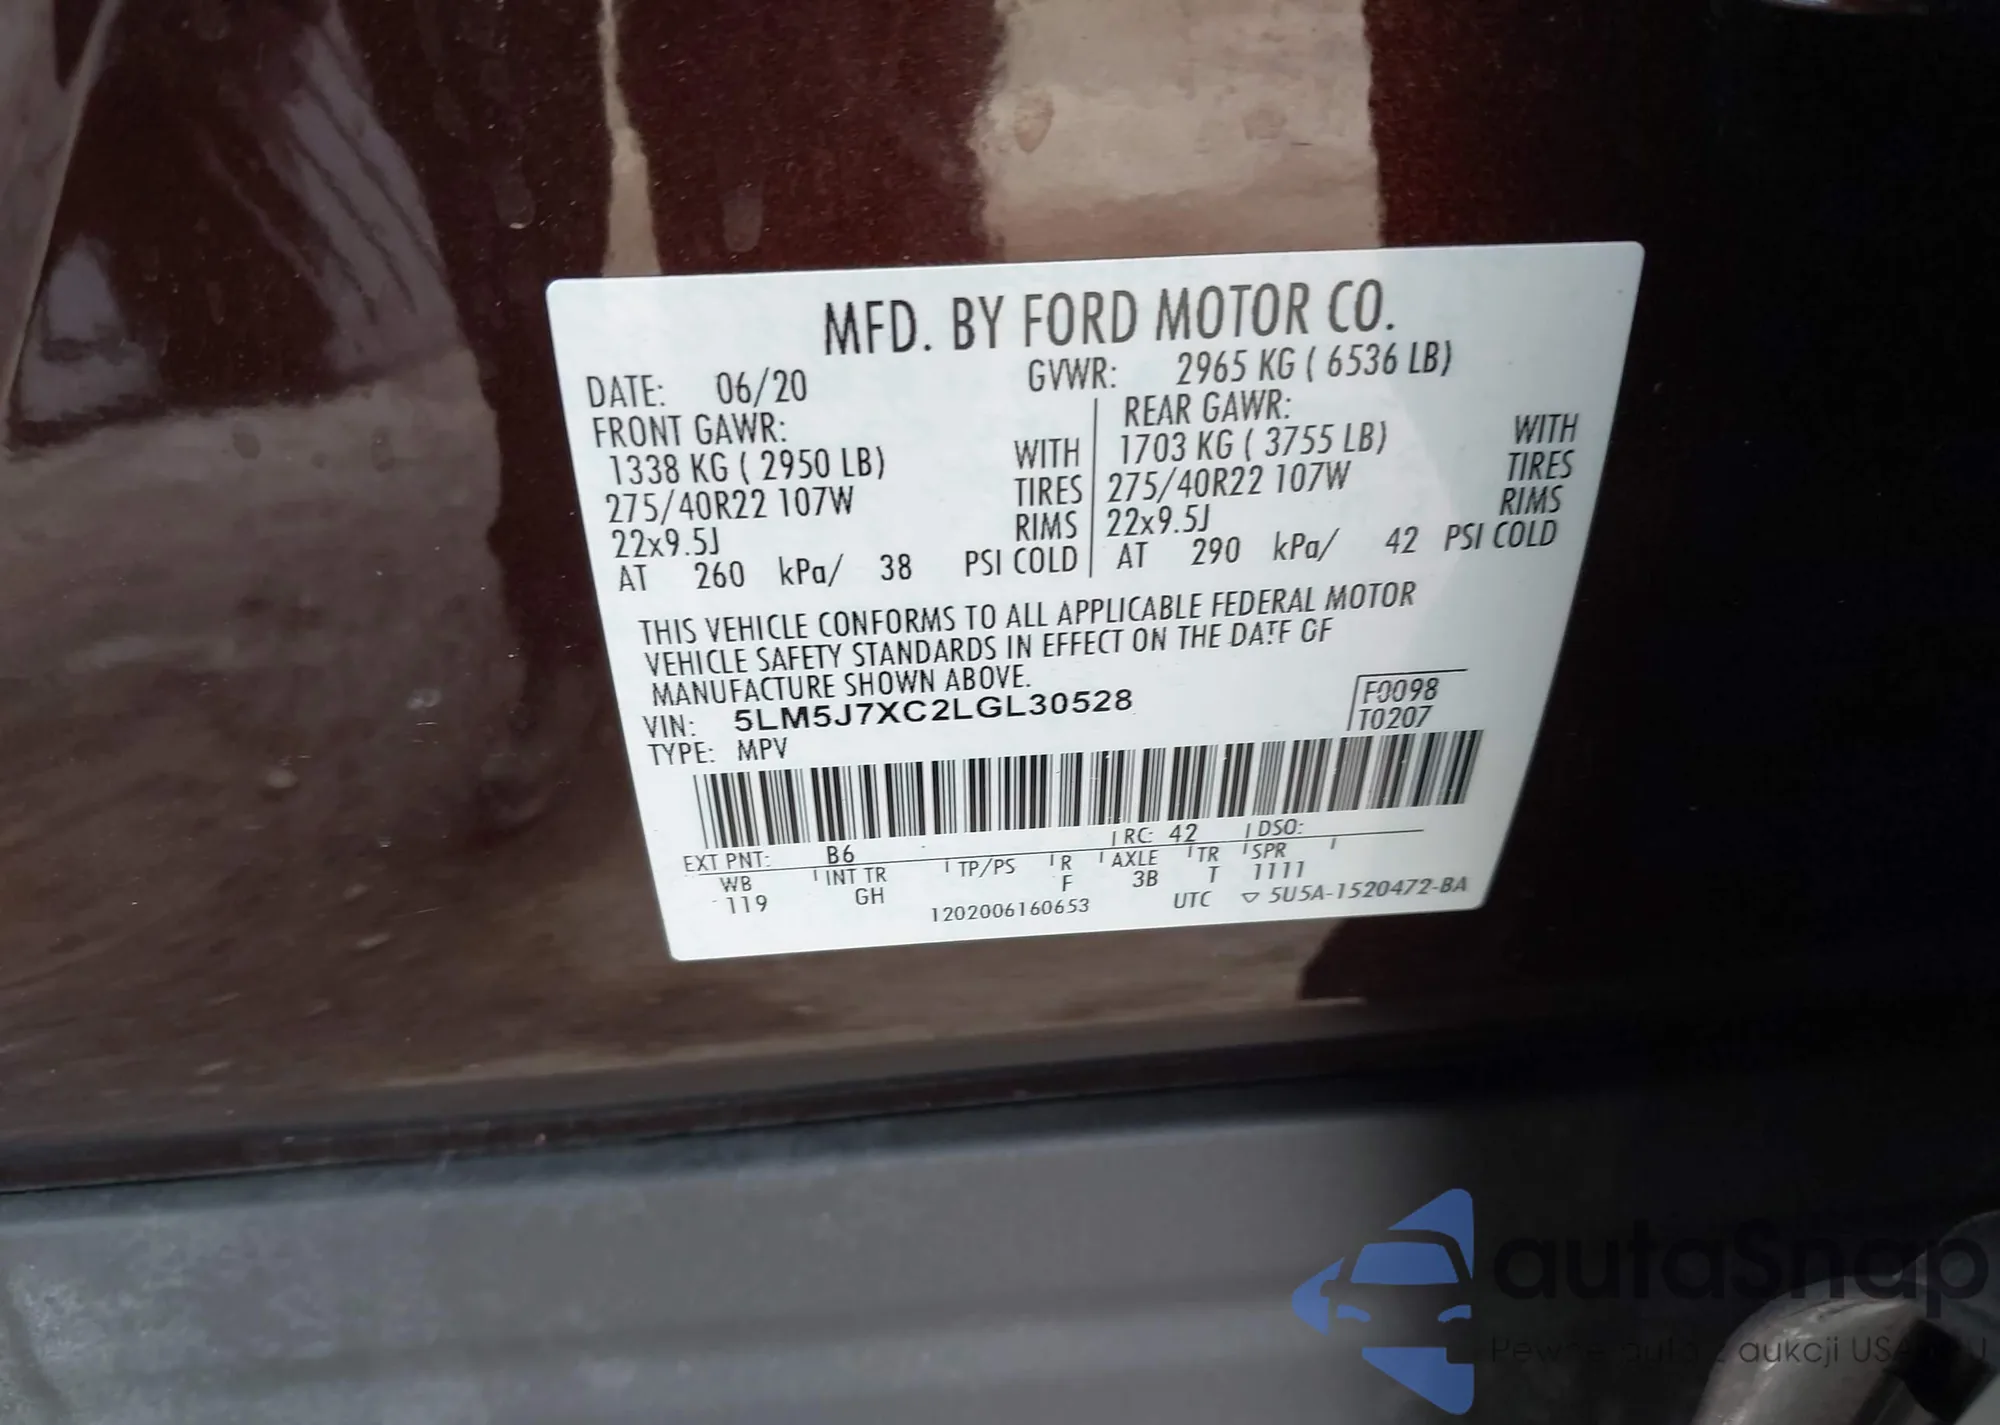 MFD. BY FORD MOTOR CO.
DATE: 06/20 GVWR: 2965 KG ( 6536 LB)
FRONT GAWR: REAR GAWR:
1338 KG ( 2950 LB) WITH 1703 KG ( 3755 LB) WITH
275/40R22 107W TIRES 275/40R22 107W TIRES
22x9.5J RIMS 22x9.5J RIMS
AT 260 kPa/ 38 PSI COLD AT 290 kPa/ 42 PSI COLD
THIS VEHICLE CONFORMS TO ALL APPLICABLE FEDERAL MOTOR
VEHICLE SAFETY STANDARDS IN EFFECT ON THE DATE OF
MANUFACTURE SHOWN ABOVE.
VIN: 5LM5J7XC2LGL30528 F0098
TYPE: MPV T0207
EXT PNT: B6 RC: 42 DSO:
WB INT TR TP/PS R AXLE TR SPR
119 GH F 3B T 1111
1202006160653 UTC ▽ 5U5A-1520472-BA
autaSnap
Pewne auta z aukcji USA